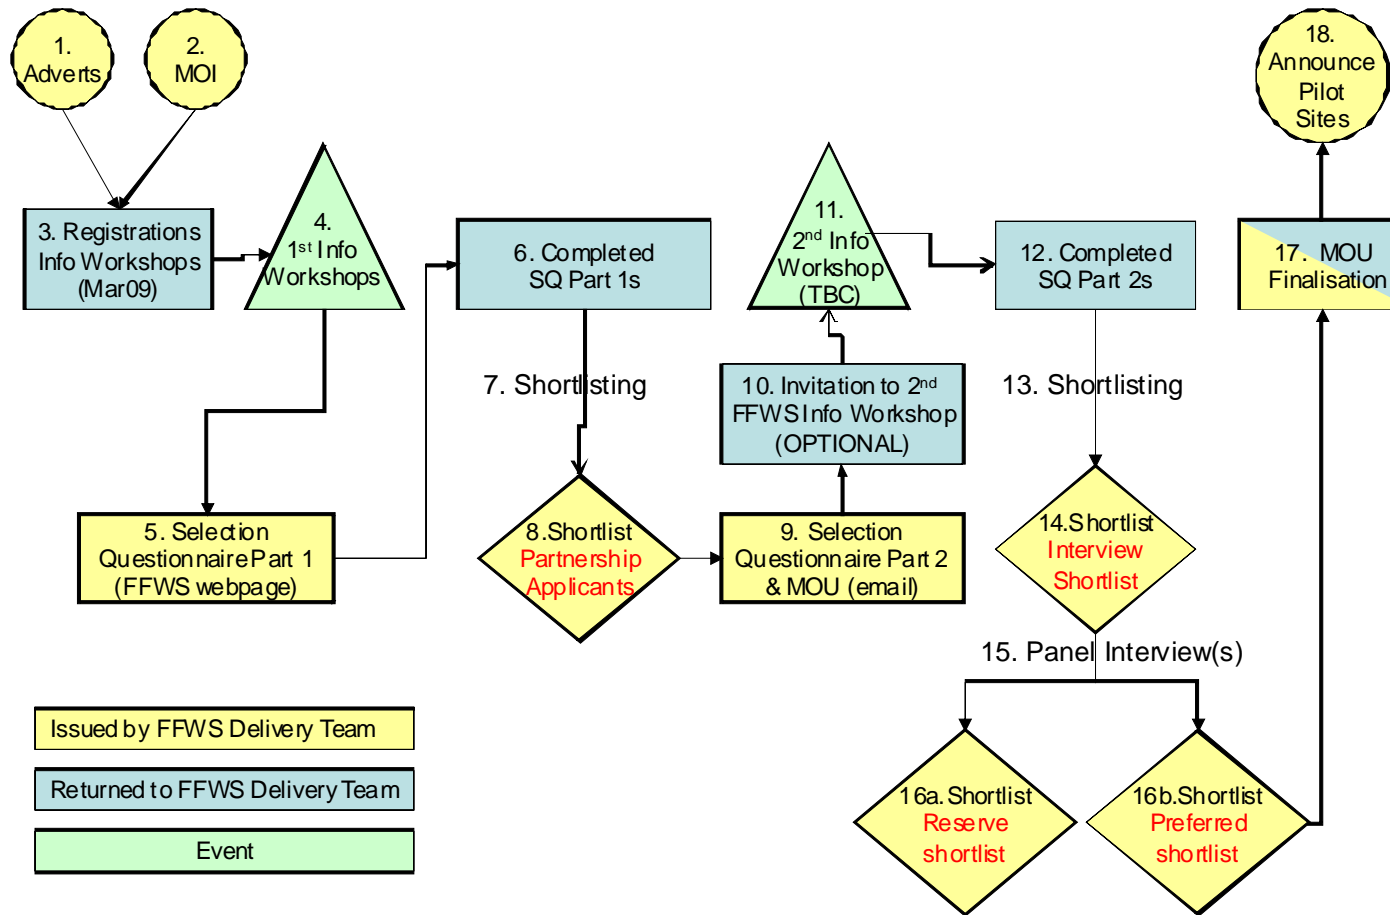 1.
Adverts
2.
MOI
3. Registrations
Info Workshops
(Mar09)
4.
1st Info
Workshops
5. Selection
Questionnaire Part 1
(FFWS webpage)
6. Completed
SQ Part 1s
7. Shortlisting
8.Shortlist
Partnership
Applicants
9. Selection
Questionnaire Part 2
& MOU (email)
10. Invitation to 2nd
FFWS Info Workshop
(OPTIONAL)
11.
2nd Info
Workshop
(TBC)
12. Completed
SQ Part 2s
13. Shortlisting
14.Shortlist
Interview
Shortlist
15. Panel Interview(s)
16a.Shortlist
Reserve
shortlist
16b.Shortlist
Preferred
shortlist
17. MOU
Finalisation
18.
Announce
Pilot
Sites
Issued by FFWS Delivery Team
Returned to FFWS Delivery Team
Event